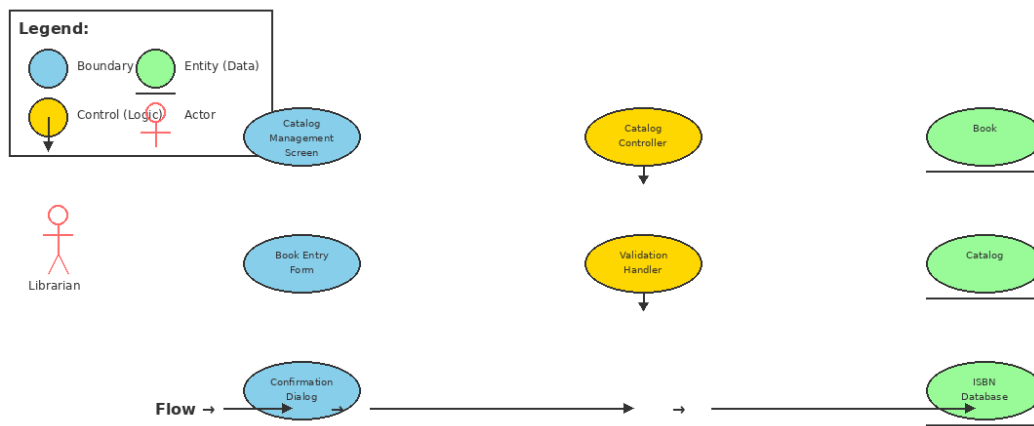 Legend:
Boundary
Entity (Data)
Control (Logic)
Actor
Catalog
Management
Screen
Catalog
Controller
Book
Librarian
Book Entry
Form
Validation
Handler
Catalog
Confirmation
Dialog
ISBN
Database
Flow → → →